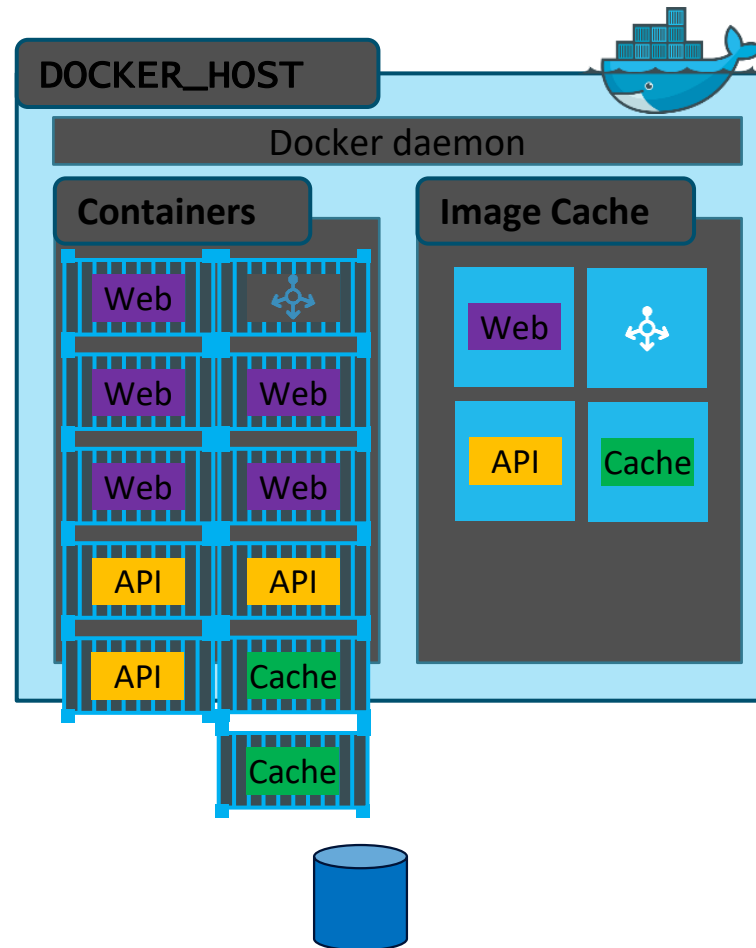 DOCKER_HOST
Docker daemon
Containers
Image Cache
Web
Web Web
Web Web
API API
API Cache
Cache
Web
API Cache